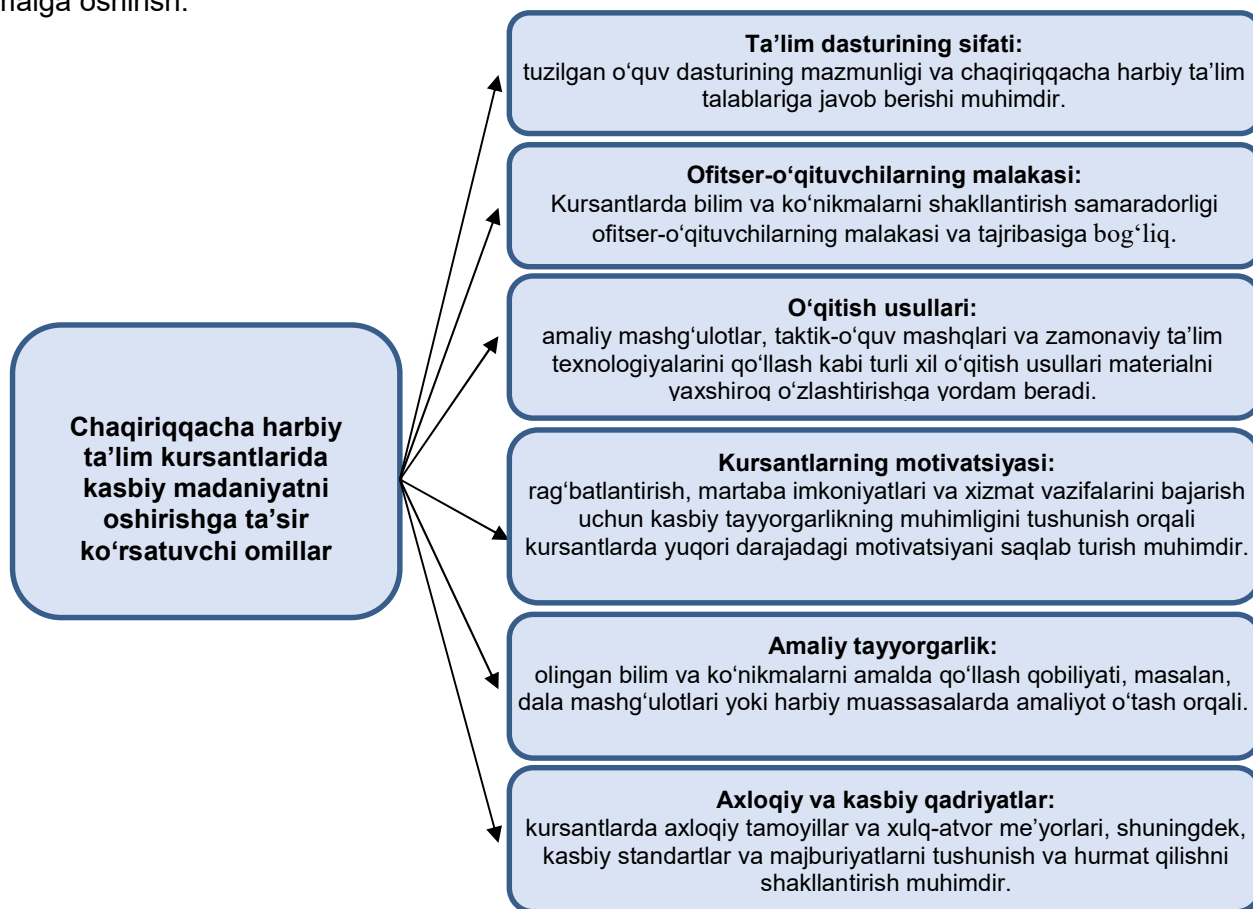 oshirish.
Ta’lim dasturining sifati:
tuzilgan o‘quv dasturining mazmunligi va chaqiriqqacha harbiy ta’lim
talablariga javob berishi muhimdir.
Ofitser-o‘qituvchilarning malakasi:
Kursantlarda bilim va ko‘nikmalarni shakllantirish samaradorligi
ofitser-o‘qituvchilarning malakasi va tajribasiga bog‘liq.
O‘qitish usullari:
amaliy mashg‘ulotlar, taktik-o‘quv mashqlari va zamonaviy ta’lim
texnologiyalarini qo‘llash kabi turli xil o‘qitish usullari materialni
yaxshiroq o‘zlashtirishga yordam beradi.
Chaqiriqqacha harbiy
ta’lim kursantlarida
kasbiy madaniyatni
oshirishga ta’sir
ko‘rsatuvchi omillar
Kursantlarning motivatsiyasi:
rag‘batlantirish, martaba imkoniyatlari va xizmat vazifalarini bajarish
uchun kasbiy tayyorgarlikning muhimligini tushunish orqali
kursantlarda yuqori darajadagi motivatsiyani saqlab turish muhimdir.
Amaliy tayyorgarlik:
olingan bilim va ko‘nikmalarni amalda qo‘llash qobiliyati, masalan,
dala mashg‘ulotlari yoki harbiy muassasalarda amaliyot o‘tash orqali.
Axloqiy va kasbiy qadriyatlar:
kursantlarda axloqiy tamoyillar va xulq-atvor me’yorlari, shuningdek,
kasbiy standartlar va majburiyatlarni tushunish va hurmat qilishni
shakllantirish muhimdir.